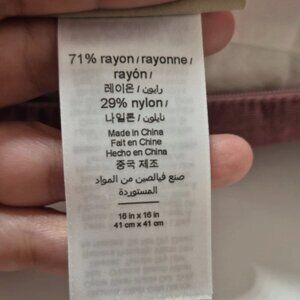 71% rayon / rayonne /
rayón /
레이온 / رايون /
29% nylon /
나일론 / نايلون /
Made in China
Fait en Chine
Hecho en China
중국 제조
صنع فيالصين من المواد
المستوردة
16 in x 16 in
41 cm x 41 cm